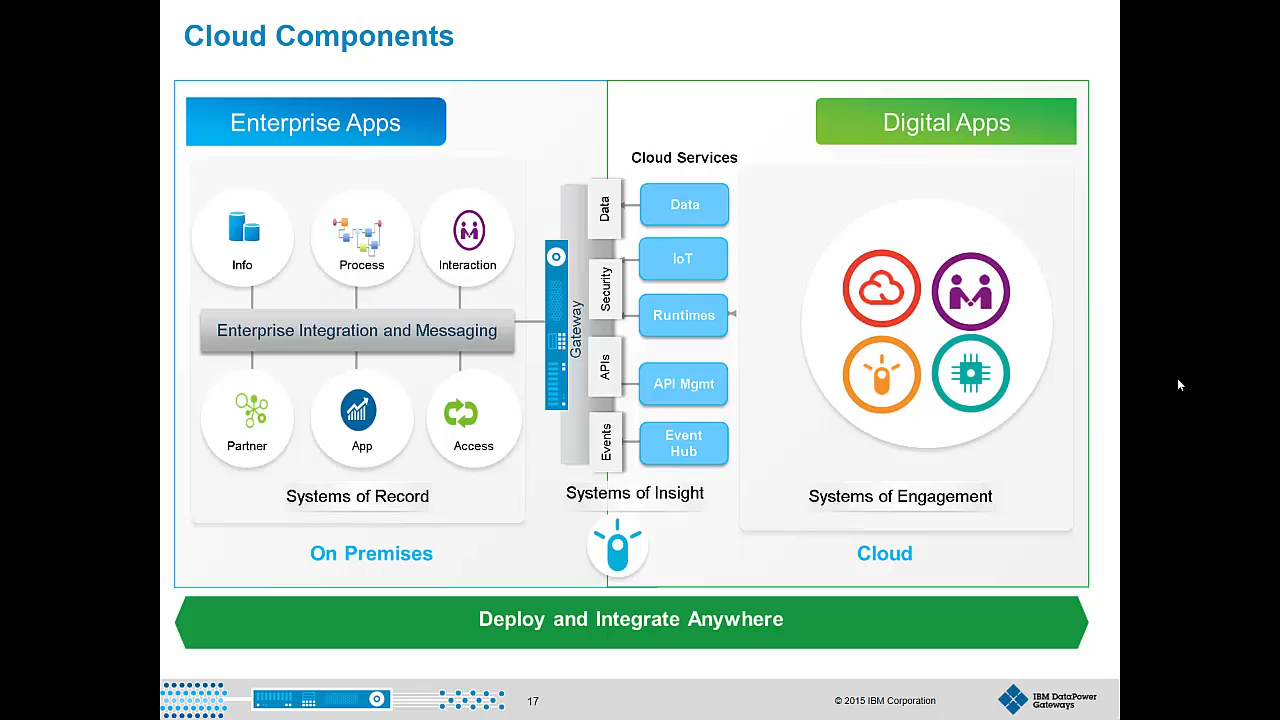 Cloud Components
Enterprise Apps
Digital Apps
Cloud Services
Info
Process
Interaction
Enterprise Integration and Messaging
Partner
App
Access
Systems of Record
On Premises
Gateway
Data
Security
APIs
Events
Data
IoT
Runtimes
API Mgmt
Event
Hub
Systems of Insight
Systems of Engagement
Cloud
Deploy and Integrate Anywhere
17
© 2015 IBM Corporation
IBM DataPower
Gateways